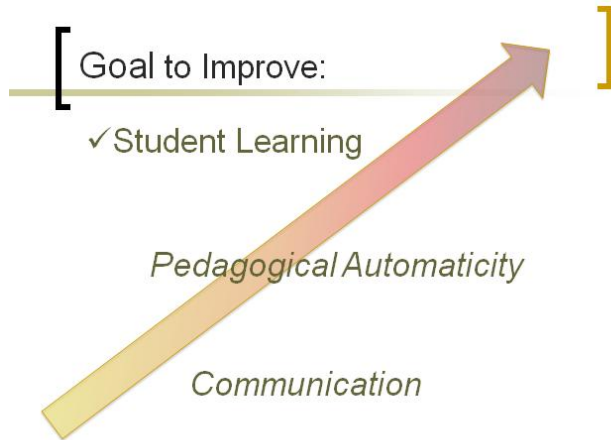 Goal to Improve:
✓Student Learning
Pedagogical Automaticity
Communication